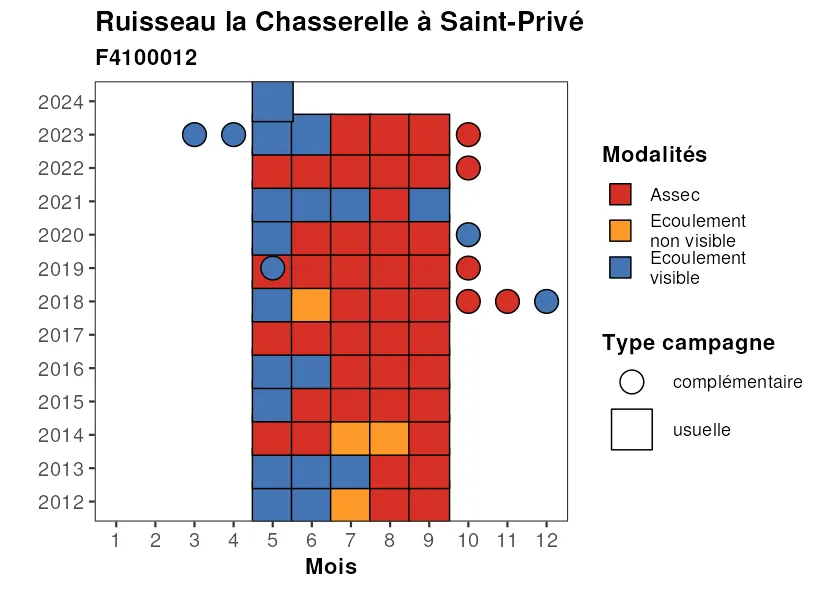 Ruisseau la Chasserelle à Saint-Privé
F4100012
2024
2023
2022
2021
2020
2019
2018
2017
2016
2015
2014
2013
2012
1 2 3 4 5 6 7 8 9 10 11 12
Mois
Modalités
Assec
Ecoulement
non visible
Ecoulement
visible
Type campagne
complémentaire
usuelle